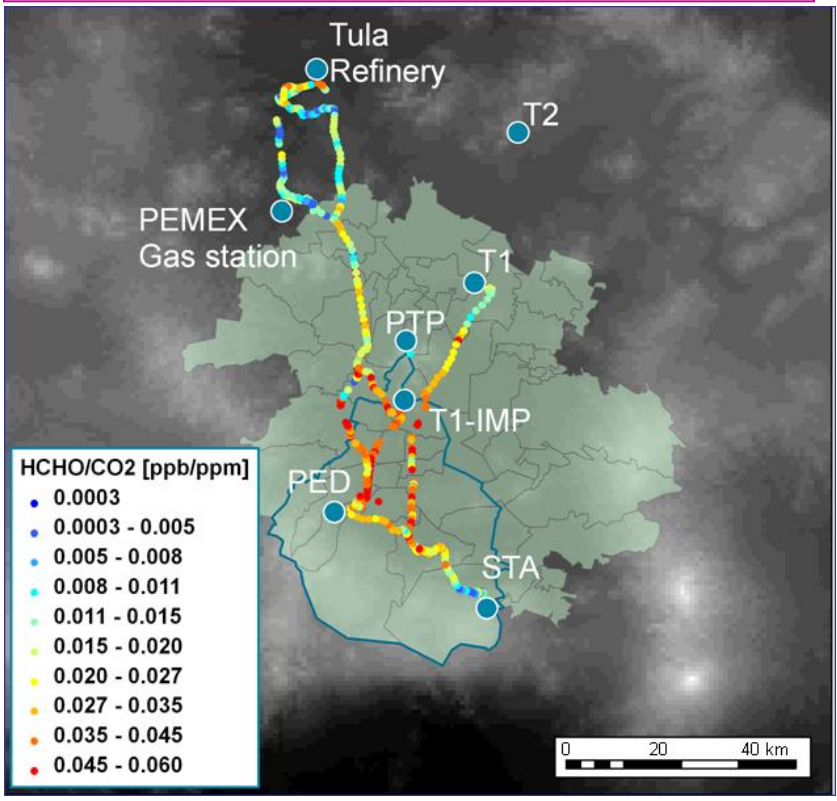 Tula
Refinery
T2
PEMEX
Gas station
T1
PTP
T1-IMP
PED
STA
HCHO/CO2 [ppb/ppm]
0.0003
0.0003 - 0.005
0.005 - 0.008
0.008 - 0.011
0.011 - 0.015
0.015 - 0.020
0.020 - 0.027
0.027 - 0.035
0.035 - 0.045
0.045 - 0.060
0 20 40 km